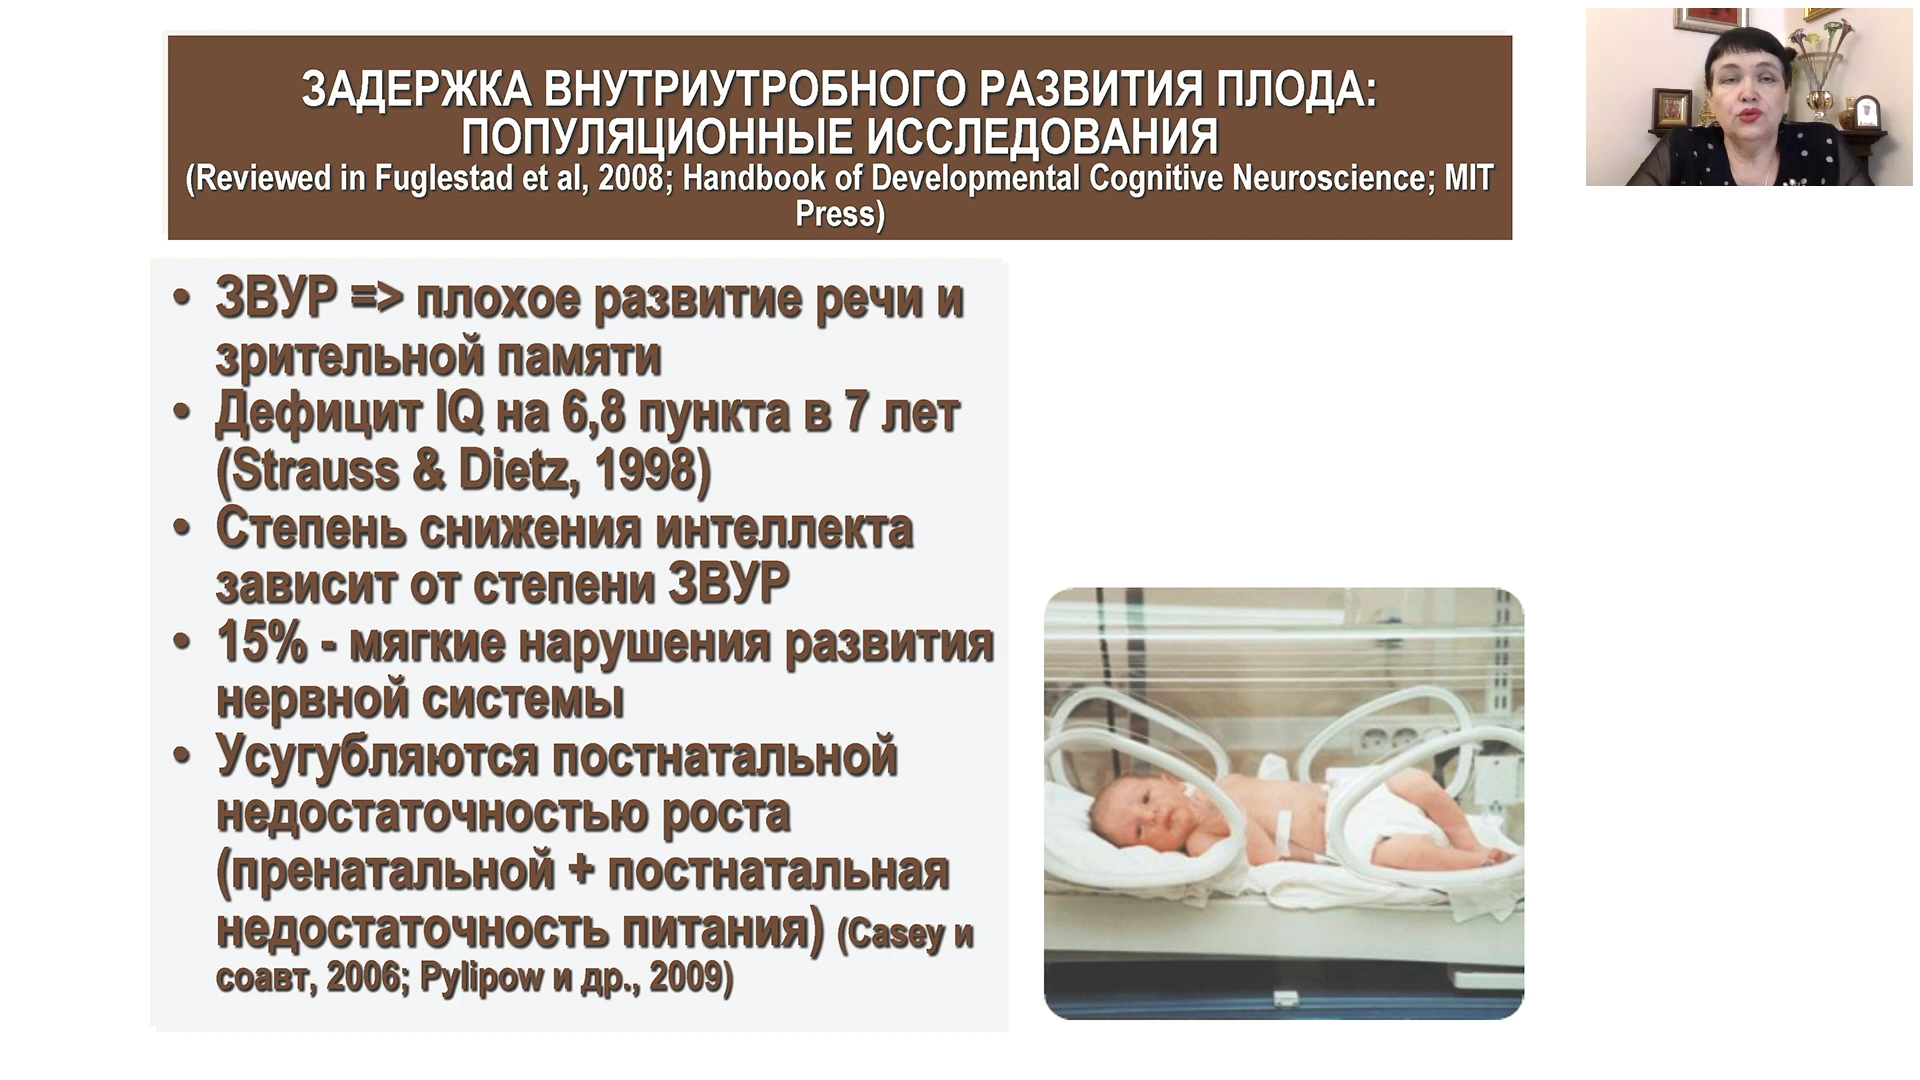 ЗАДЕРЖКА ВНУТРИУТРОБНОГО РАЗВИТИЯ ПЛОДА:
ПОПУЛЯЦИОННЫЕ ИССЛЕДОВАНИЯ
(Reviewed in Fuglestad et al, 2008; Handbook of Developmental Cognitive Neuroscience; MIT
Press)
• ЗВУР => плохое развитие речи и
зрительной памяти
• Дефицит IQ на 6,8 пункта в 7 лет
(Strauss & Dietz, 1998)
• Степень снижения интеллекта
зависит от степени ЗВУР
• 15% - мягкие нарушения развития
нервной системы
• Усугубляются постнатальной
недостаточностью роста
(пренатальной + постнатальная
недостаточность питания) (Casey и
соавт, 2006; Pylipow и др., 2009)